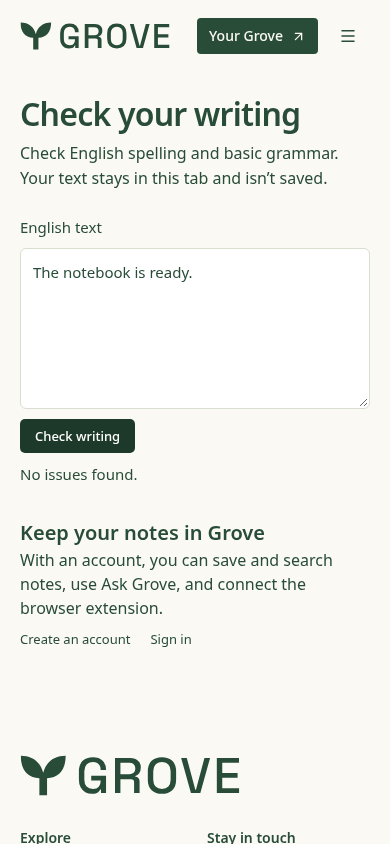 GROVE
Your Grove
Check your writing
Check English spelling and basic grammar.
Your text stays in this tab and isn’t saved.
English text
The notebook is ready.
Check writing
No issues found.
Keep your notes in Grove
With an account, you can save and search
notes, use Ask Grove, and connect the
browser extension.
Create an account Sign in
GROVE
Explore Stay in touch